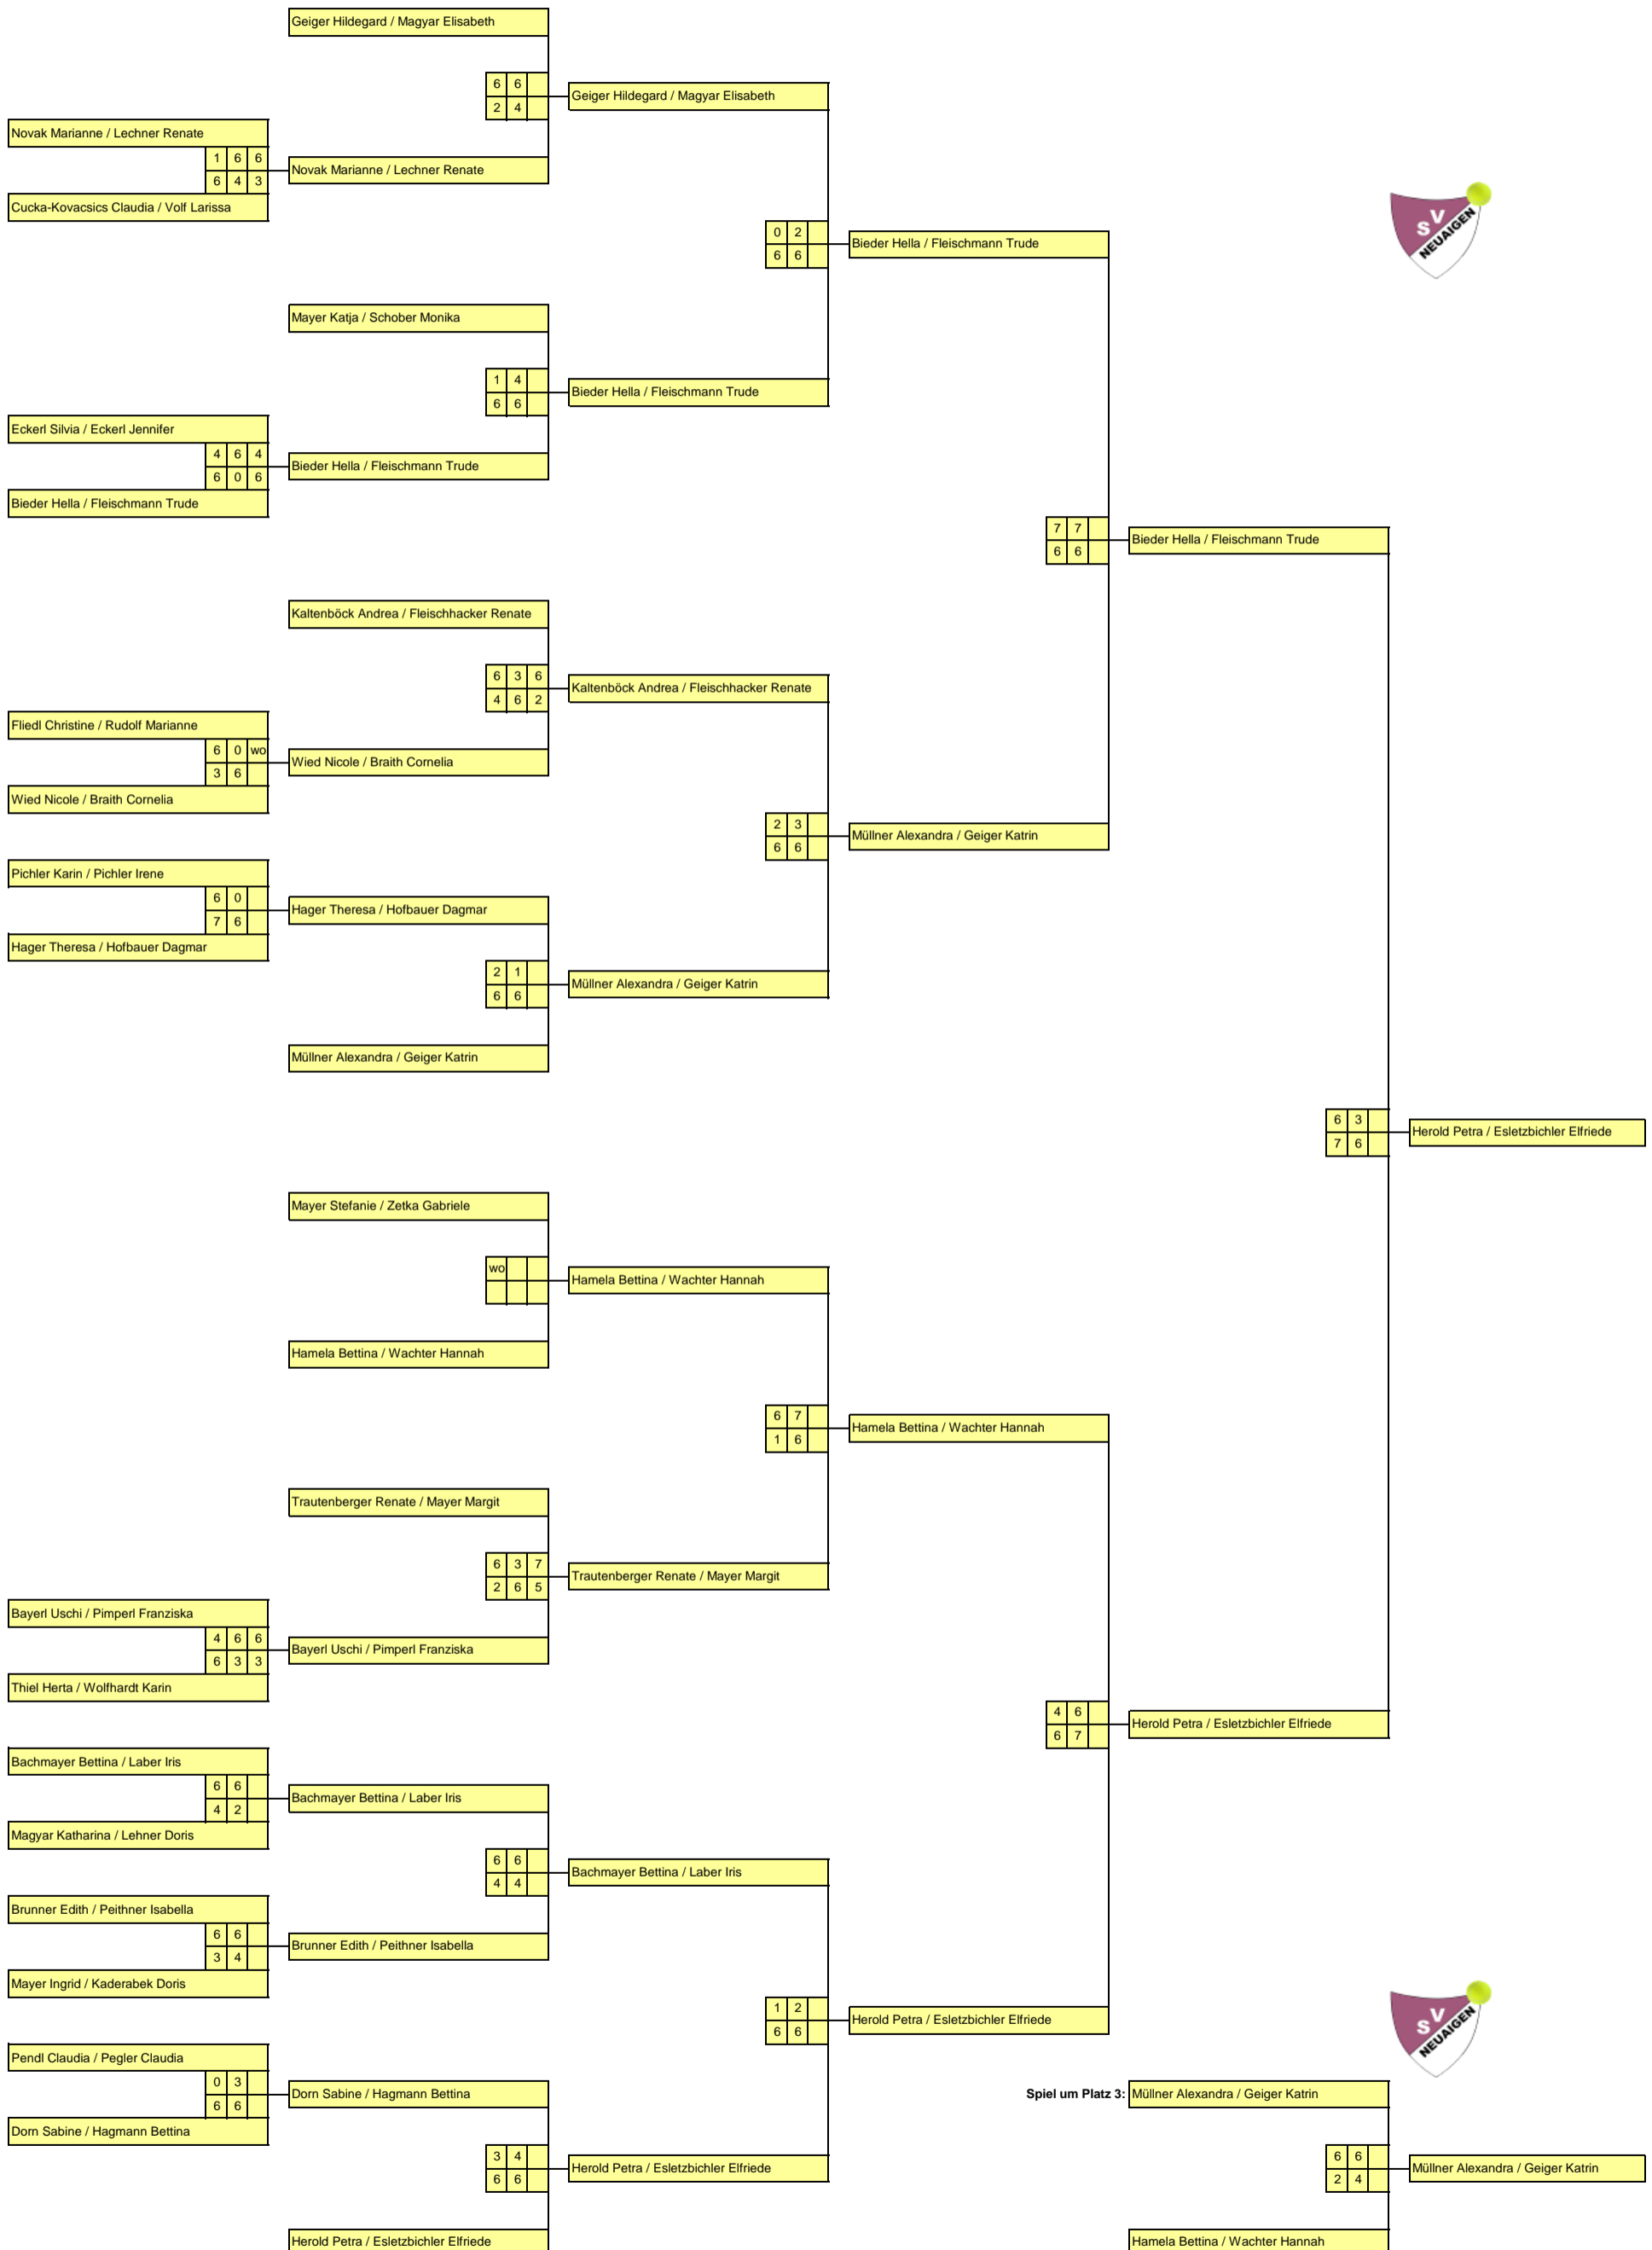 Geiger Hildegard / Magyar Elisabeth
6 6
Geiger Hildegard / Magyar Elisabeth
2 4
Novak Marianne / Lechner Renate
1 6 6
Novak Marianne / Lechner Renate
6 4 3
Cucka-Kovacsics Claudia / Volf Larissa
SV
NEUAIGEN
0 2
Bieder Hella / Fleischmann Trude
6 6
Mayer Katja / Schober Monika
1 4
Bieder Hella / Fleischmann Trude
6 6
Eckerl Silvia / Eckerl Jennifer
4 6 4
Bieder Hella / Fleischmann Trude
6 0 6
Bieder Hella / Fleischmann Trude
7 7
Bieder Hella / Fleischmann Trude
6 6
Kaltenböck Andrea / Fleischhacker Renate
6 3 6
Kaltenböck Andrea / Fleischhacker Renate
4 6 2
Fliedl Christine / Rudolf Marianne
6 0 wo
Wied Nicole / Braith Cornelia
3 6
Wied Nicole / Braith Cornelia
2 3
Müllner Alexandra / Geiger Katrin
6 6
Pichler Karin / Pichler Irene
6 0
Hager Theresa / Hofbauer Dagmar
7 6
Hager Theresa / Hofbauer Dagmar
2 1
Müllner Alexandra / Geiger Katrin
6 6
Müllner Alexandra / Geiger Katrin
6 3
Herold Petra / Esletzbichler Elfriede
7 6
Mayer Stefanie / Zetka Gabriele
wo
Hamela Bettina / Wachter Hannah
Hamela Bettina / Wachter Hannah
6 7
Hamela Bettina / Wachter Hannah
1 6
Trautenberger Renate / Mayer Margit
6 3 7
Trautenberger Renate / Mayer Margit
2 6 5
Bayerl Uschi / Pimperl Franziska
4 6 6
Bayerl Uschi / Pimperl Franziska
6 3 3
Thiel Herta / Wolfhardt Karin
4 6
Herold Petra / Esletzbichler Elfriede
6 7
Bachmayer Bettina / Laber Iris
6 6
Bachmayer Bettina / Laber Iris
4 2
Magyar Katharina / Lehner Doris
6 6
Bachmayer Bettina / Laber Iris
4 4
Brunner Edith / Peithner Isabella
6 6
Brunner Edith / Peithner Isabella
3 4
Mayer Ingrid / Kaderabek Doris
SV
NEUAIGEN
1 2
Herold Petra / Esletzbichler Elfriede
6 6
Pendl Claudia / Pegler Claudia
0 3
Dorn Sabine / Hagmann Bettina
6 6
Dorn Sabine / Hagmann Bettina
Spiel um Platz 3: Müllner Alexandra / Geiger Katrin
3 4
Herold Petra / Esletzbichler Elfriede
6 6
6 6
Müllner Alexandra / Geiger Katrin
2 4
Herold Petra / Esletzbichler Elfriede
Hamela Bettina / Wachter Hannah